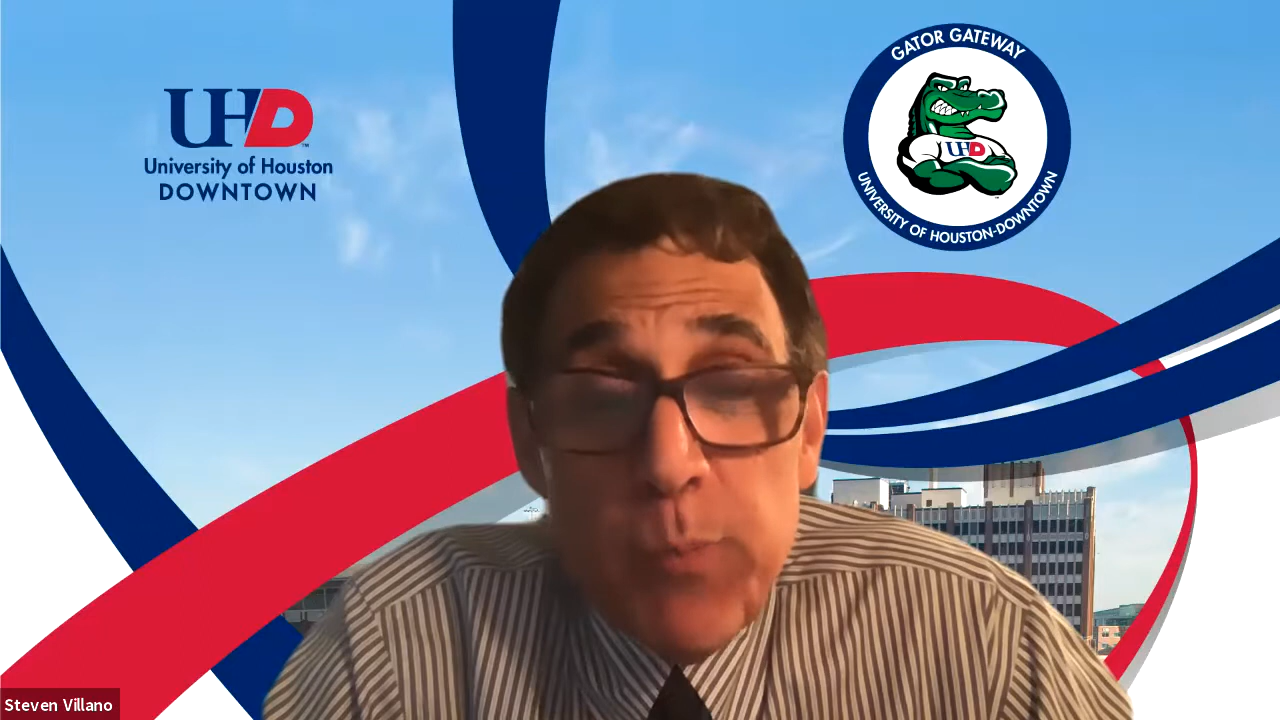 UHD
University of Houston
DOWNTOWN
GATOR GATEWAY
UHD
UNIVERSITY OF HOUSTON-DOWNTOWN
Steven Villano